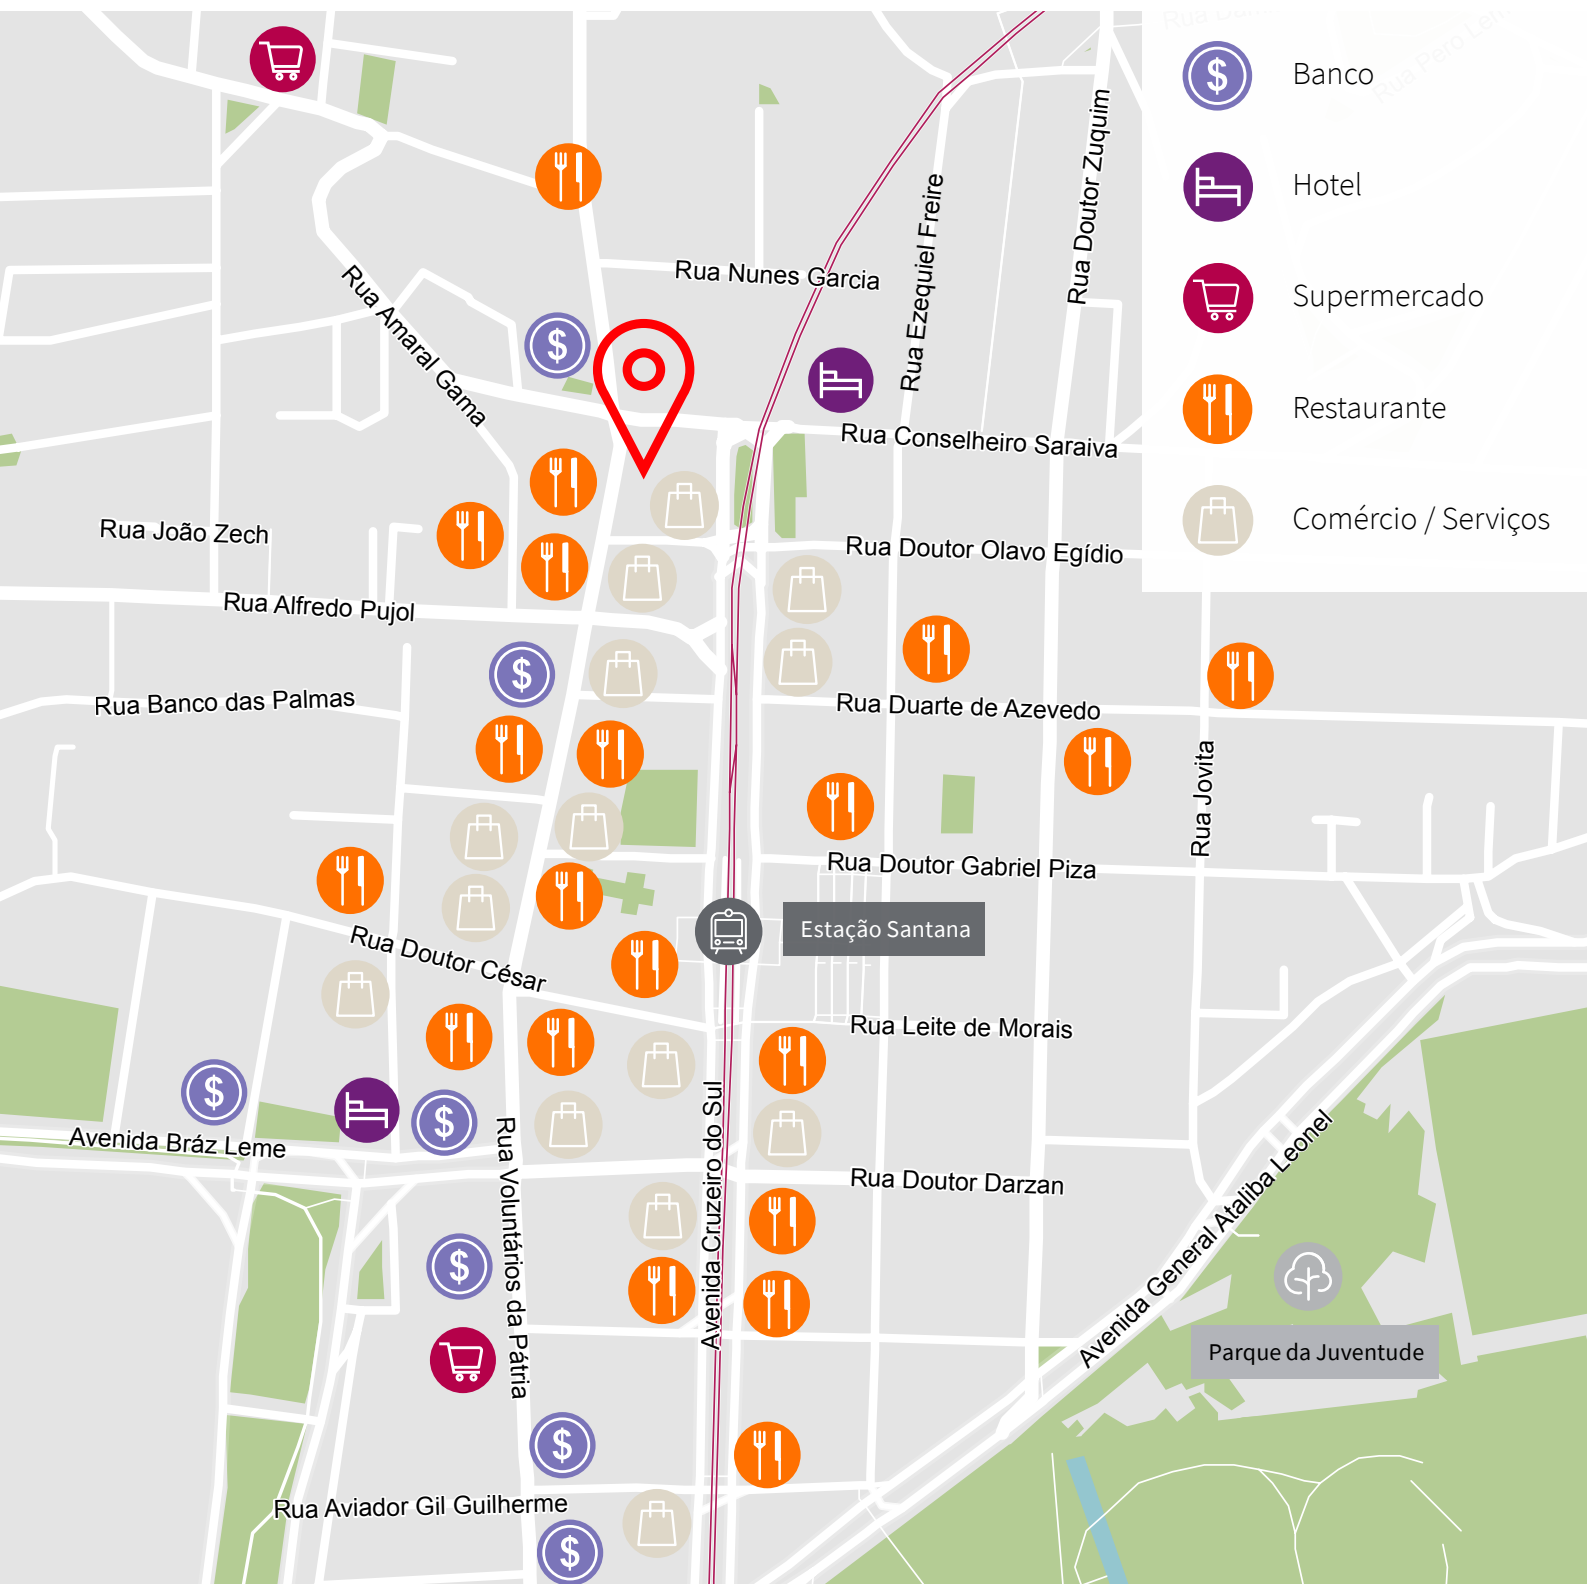 Rua Pero Lem
Banco
Hotel
Supermercado
Restaurante
Comércio / Serviços
Rua Doutor Zuquim
Rua Ezequiel Freire
Rua Nunes Garcia
Rua Amaral Gama
$
Rua Conselheiro Saraiva
Rua João Zech
Rua Doutor Olavo Egídio
Rua Alfredo Pujol
$
Rua Banco das Palmas
Rua Duarte de Azevedo
Rua Jovita
Rua Doutor Gabriel Piza
Estação Santana
Rua Doutor César
Rua Leite de Morais
$
$
Avenida Bráz Leme
Rua Voluntários da Pátria
Avenida Cruzeiro do Sul
Rua Doutor Darzan
Avenida General Ataliba Leonel
$
Parque da Juventude
$
Rua Aviador Gil Guilherme
$